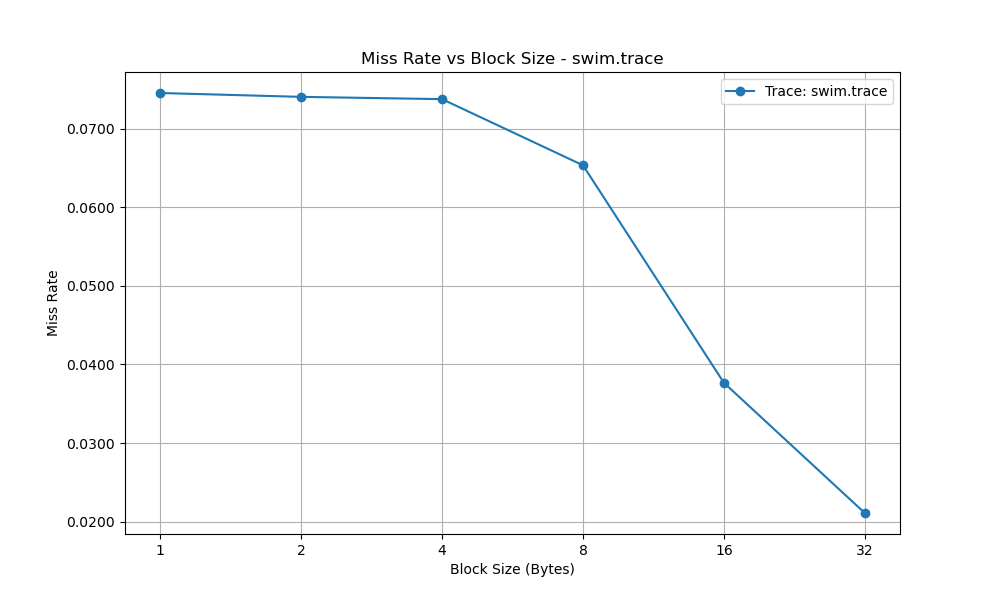 Miss Rate vs Block Size - swim.trace
Trace: swim.trace
Miss Rate
0.0700
0.0600
0.0500
0.0400
0.0300
0.0200
1 2 4 8 16 32
Block Size (Bytes)